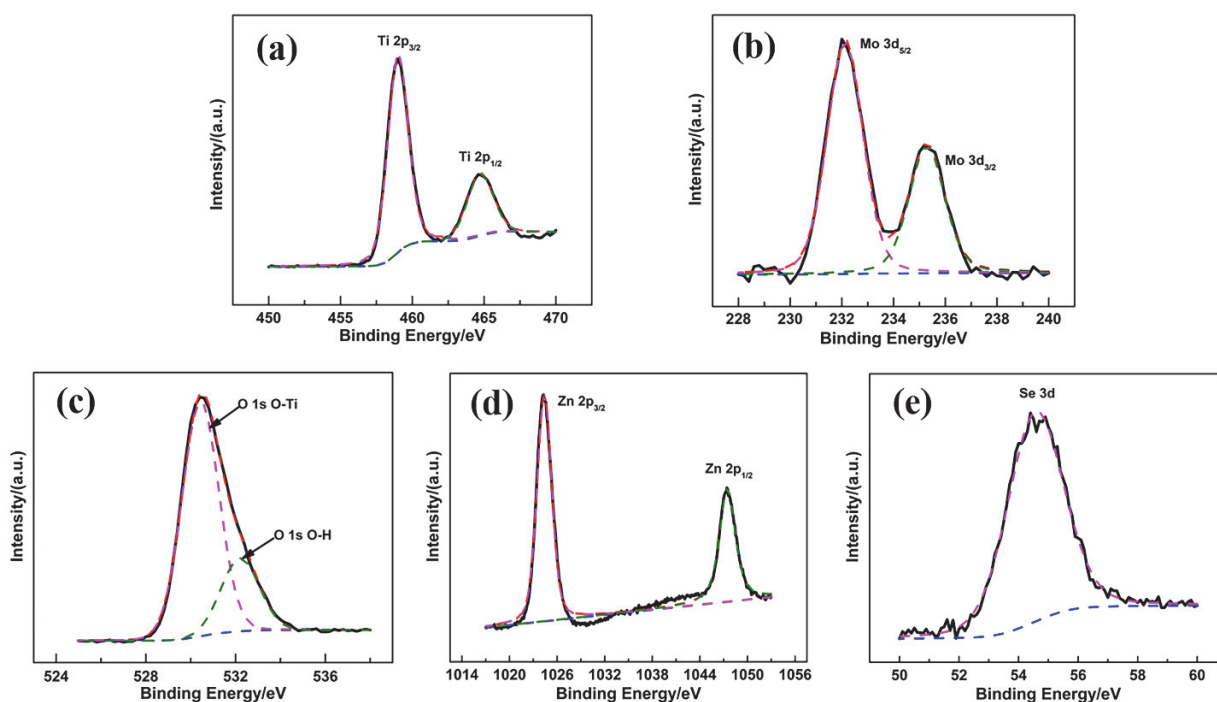 (a)
Ti 2p3/2
Ti 2p1/2
Intensity/(a.u.)
450 455 460 465 470
Binding Energy/eV
(b)
Mo 3d5/2
Mo 3d3/2
Intensity/(a.u.)
228 230 232 234 236 238 240
Binding Energy/eV
(c)
O 1s O-Ti
O 1s O-H
Intensity/(a.u.)
524 528 532 536
Binding Energy/eV
(d)
Zn 2p3/2
Zn 2p1/2
Intensity/(a.u.)
1014 1020 1026 1032 1038 1044 1050 1056
Binding Energy/eV
(e)
Se 3d
Intensity/(a.u.)
50 52 54 56 58 60
Binding Energy/eV